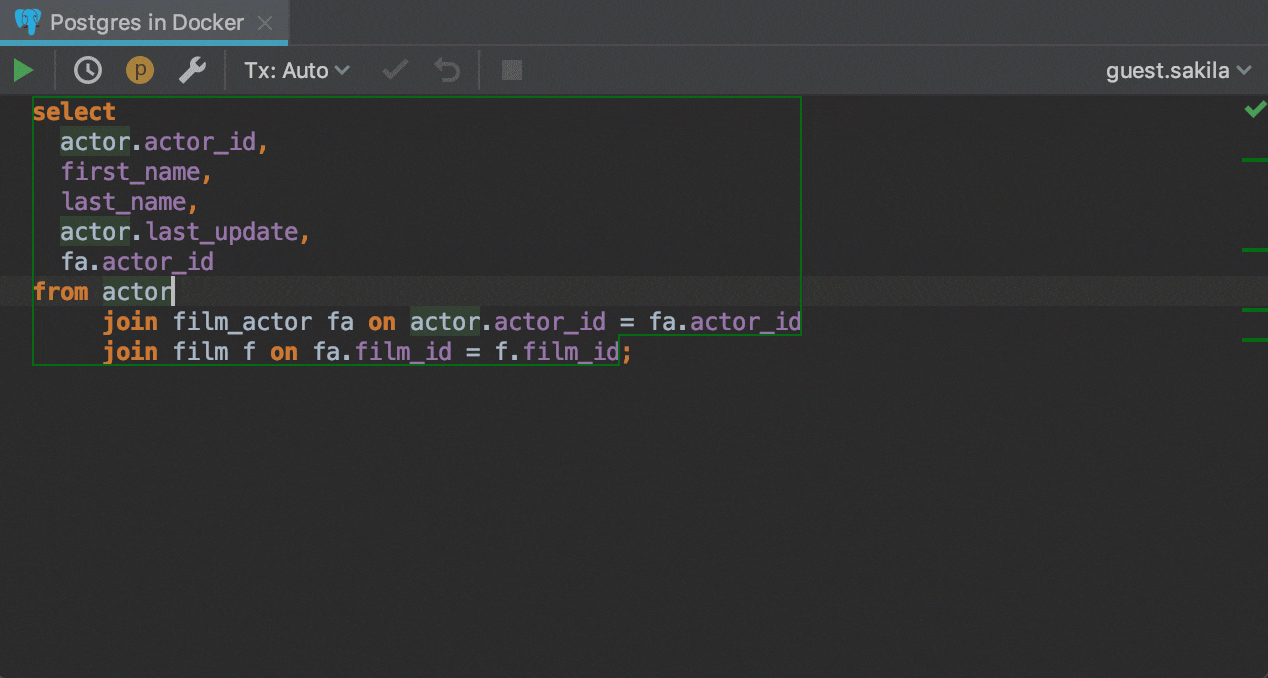 Postgres in Docker
p Tx: Auto guest.sakila
select
actor.actor_id,
first_name,
last_name,
actor.last_update,
fa.actor_id
from actor
join film_actor fa on actor.actor_id = fa.actor_id
join film f on fa.film_id = f.film_id;